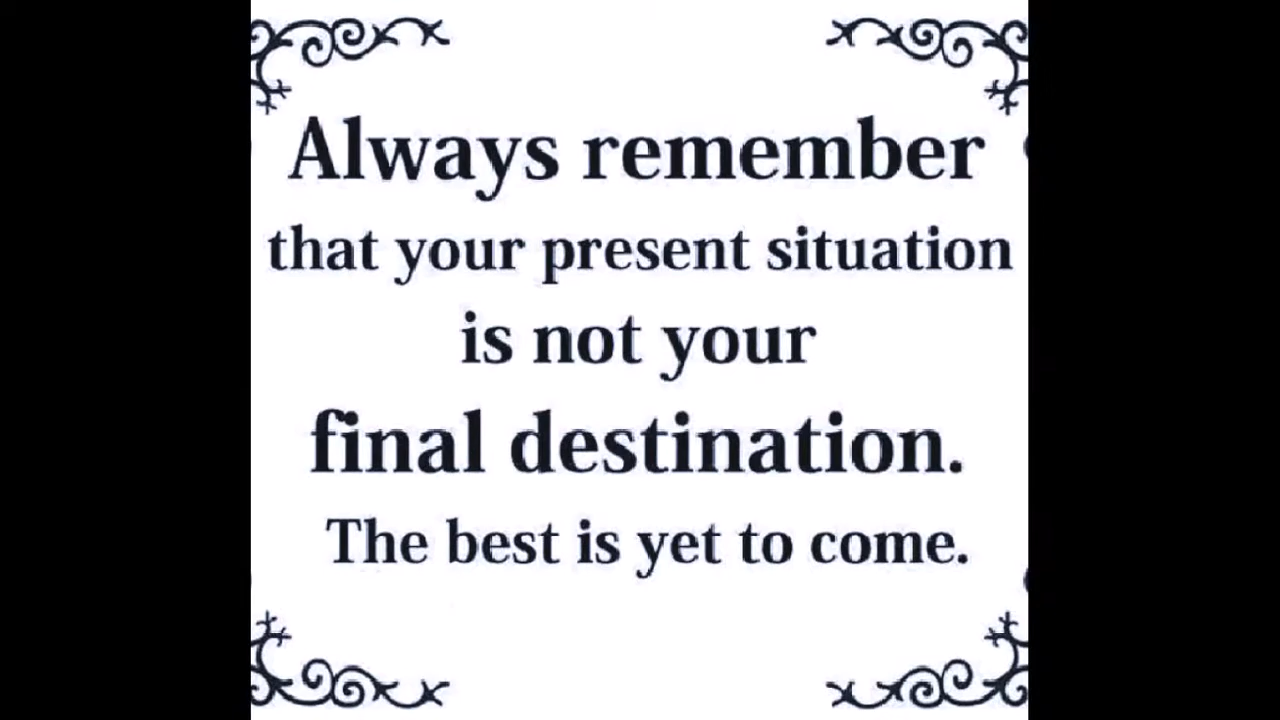 Always remember
that your present situation
is not your
final destination.
The best is yet to come.